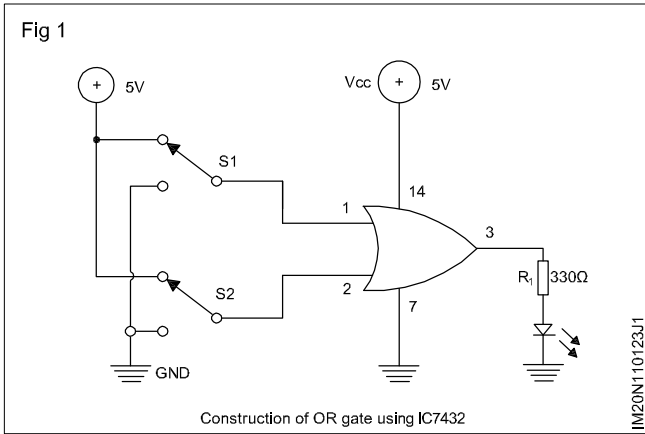 Fig 1
+ 5V
Vcc + 5V
S1
14
1
3
R1 330Ω
2
S2
7
GND
Construction of OR gate using IC7432
IM20N110123J1